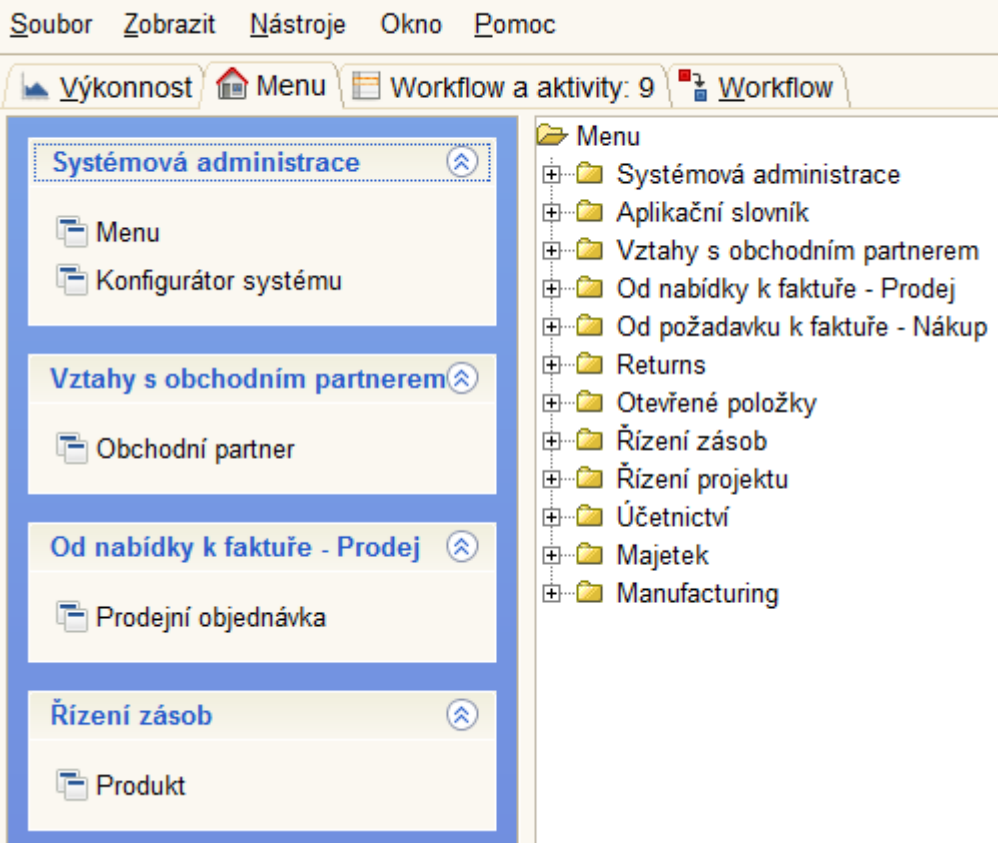 Soubor Zobrazit Nástroje Okno Pomoc
Výkonnost Menu Workflow a aktivity: 9 Workflow
Systémová administrace
Menu
Konfigurátor systému
Vztahy s obchodním partnerem
Obchodní partner
Od nabídky k faktuře - Prodej
Prodejní objednávka
Řízení zásob
Produkt
Menu
Systémová administrace
Aplikační slovník
Vztahy s obchodním partnerem
Od nabídky k faktuře - Prodej
Od požadavku k faktuře - Nákup
Returns
Otevřené položky
Řízení zásob
Řízení projektu
Účetnictví
Majetek
Manufacturing